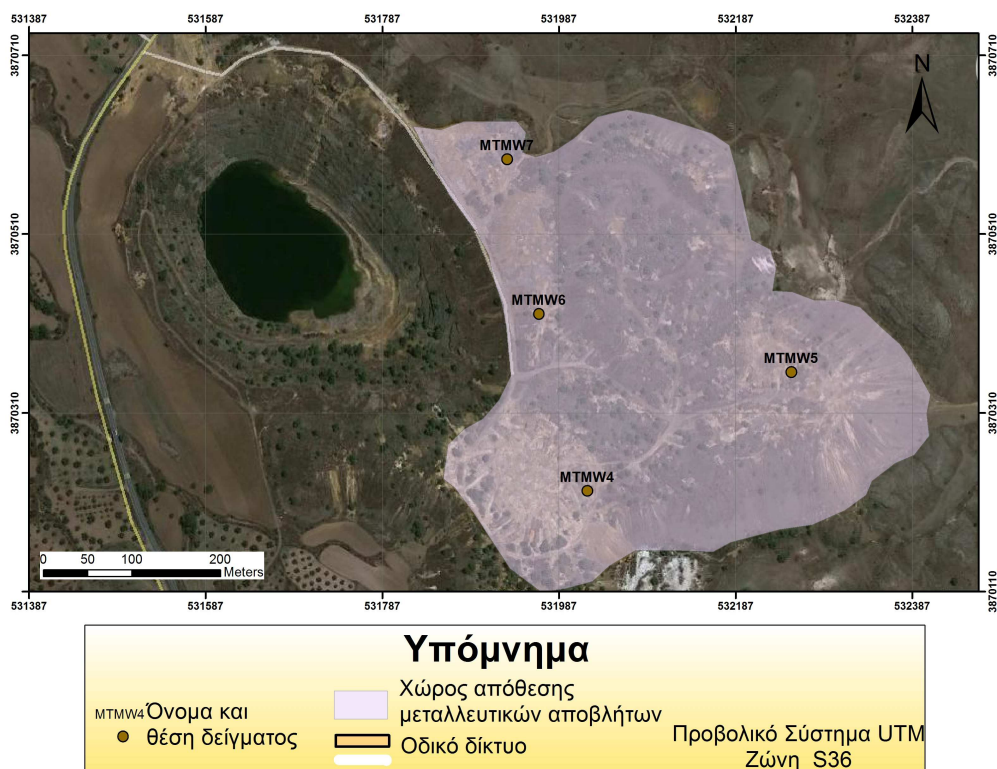 531387 531587 531787 531987 532187 532387
3870710 3870710
N
MTMW7
3870510 3870510
MTMW6
MTMW5
3870310 3870310
MTMW4
0 50 100 200
Meters
3870110
531387 531587 531787 531987 532187 532387
Υπόμνημα
MTMW4 Όνομα και
θέση δείγματος
Χώρος απόθεσης
μεταλλευτικών αποβλήτων
Οδικό δίκτυο
Προβολικό Σύστημα UTM
Ζώνη S36